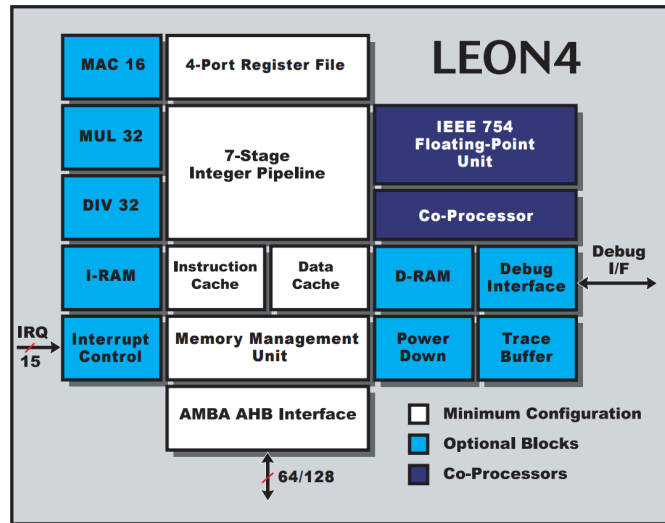 LEON4
MAC 16
4-Port Register File
MUL 32
7-Stage
Integer Pipeline
IEEE 754
Floating-Point
Unit
DIV 32
Co-Processor
I-RAM
Instruction
Cache
Data
Cache
D-RAM
Debug
Interface
Debug
I/F
IRQ
15
Interrupt
Control
Memory Management
Unit
Power
Down
Trace
Buffer
AMBA AHB Interface
64/128
Minimum Configuration
Optional Blocks
Co-Processors